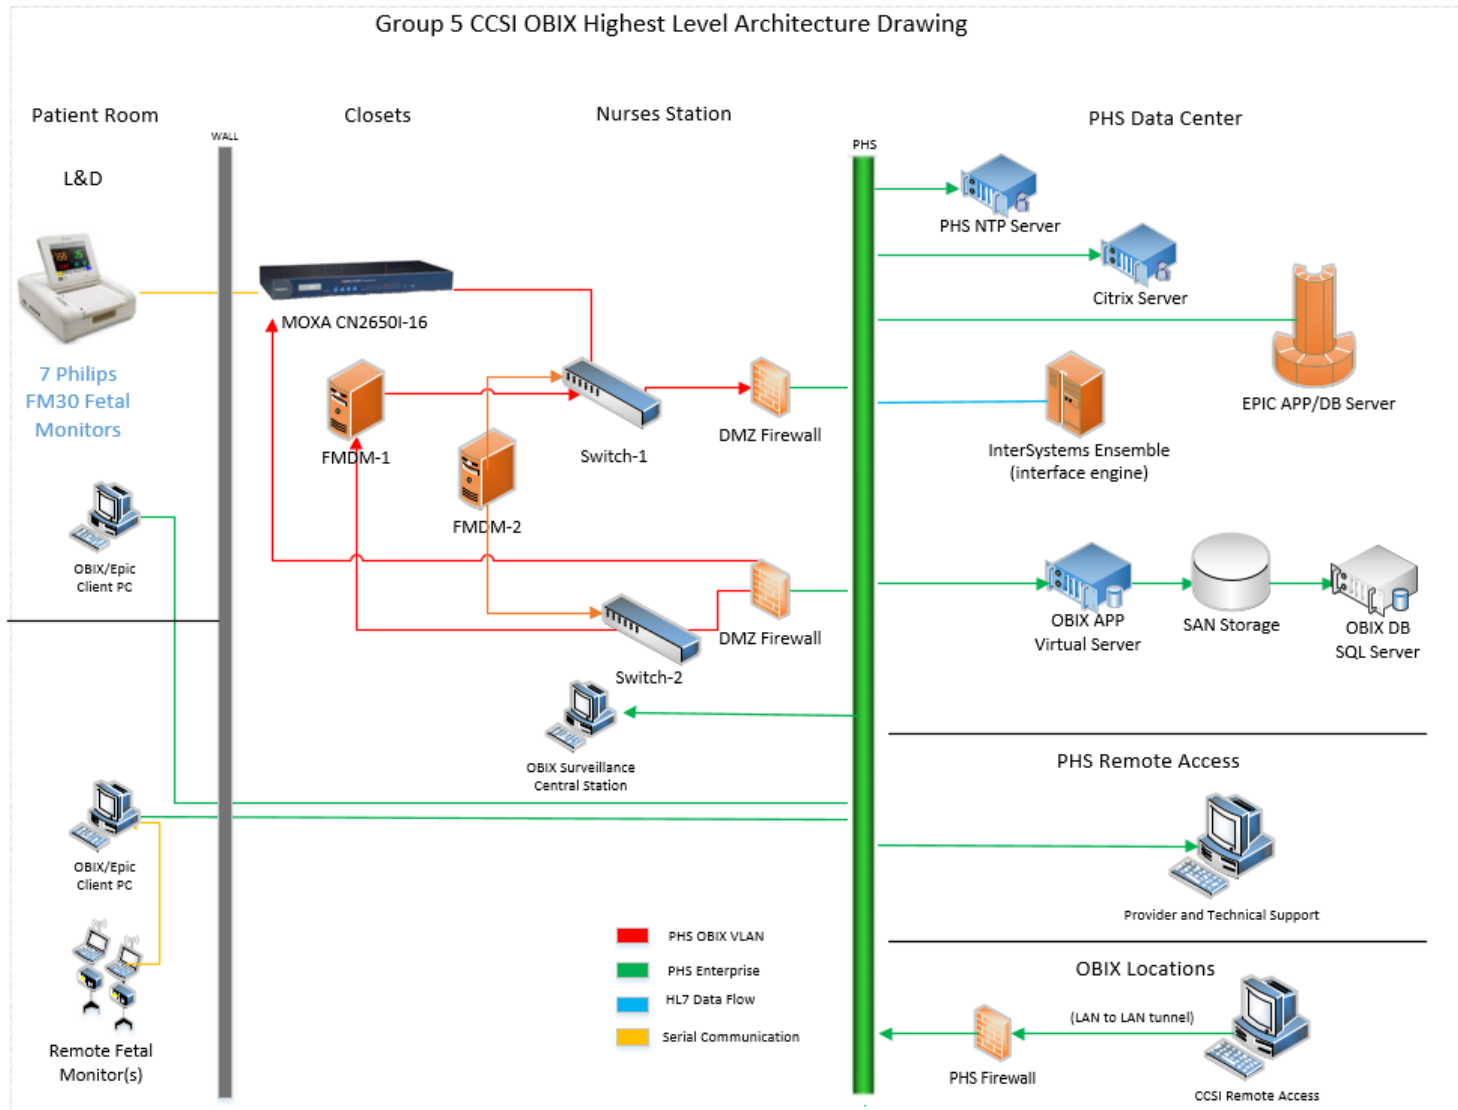 Group 5 CCSI OBIX Highest Level Architecture Drawing
Patient Room
Closets
Nurses Station
PHS Data Center
WALL
PHS
L&D
PHS NTP Server
Citrix Server
MOXA CN2650I-16
7 Philips
FM30 Fetal
Monitors
EPIC APP/DB Server
DMZ Firewall
FMDM-1
Switch-1
InterSystems Ensemble
(interface engine)
FMDM-2
OBIX/Epic
Client PC
DMZ Firewall
OBIX APP
Virtual Server
SAN Storage
OBIX DB
SQL Server
Switch-2
OBIX Surveillance
Central Station
PHS Remote Access
OBIX/Epic
Client PC
Provider and Technical Support
PHS OBIX VLAN
PHS Enterprise
HL7 Data Flow
Serial Communication
OBIX Locations
(LAN to LAN tunnel)
Remote Fetal
Monitor(s)
PHS Firewall
CCSI Remote Access